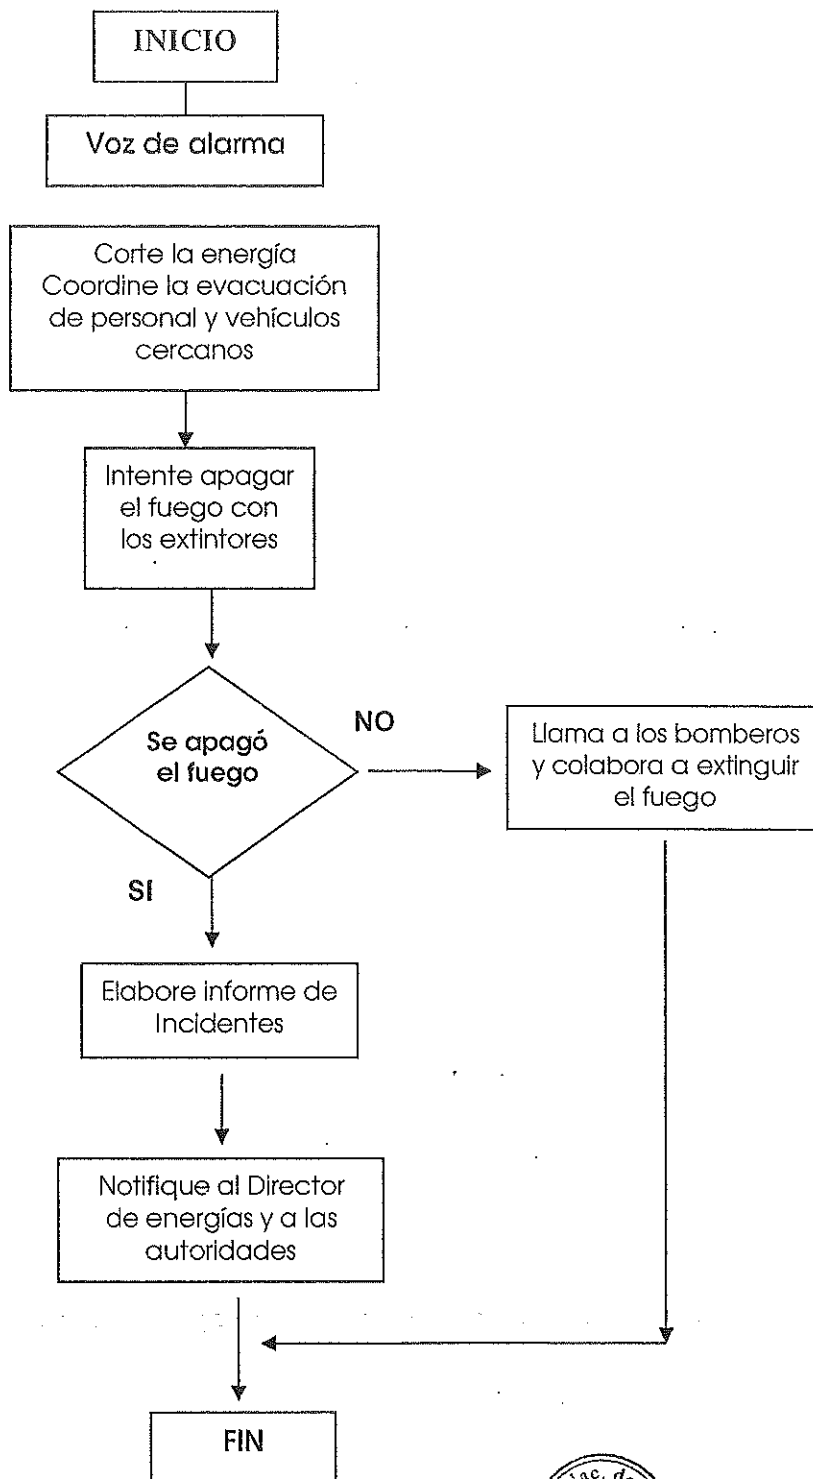 INICIO
Voz de alarma
Corte la energía
Coordine la evacuación
de personal y vehículos
cercanos
Intente apagar
el fuego con
los extintores
Se apagó
el fuego
NO
Llama a los bomberos
y colabora a extinguir
el fuego
SI
Elabore informe de
Incidentes
Notifique al Director
de energías y a las
autoridades
FIN